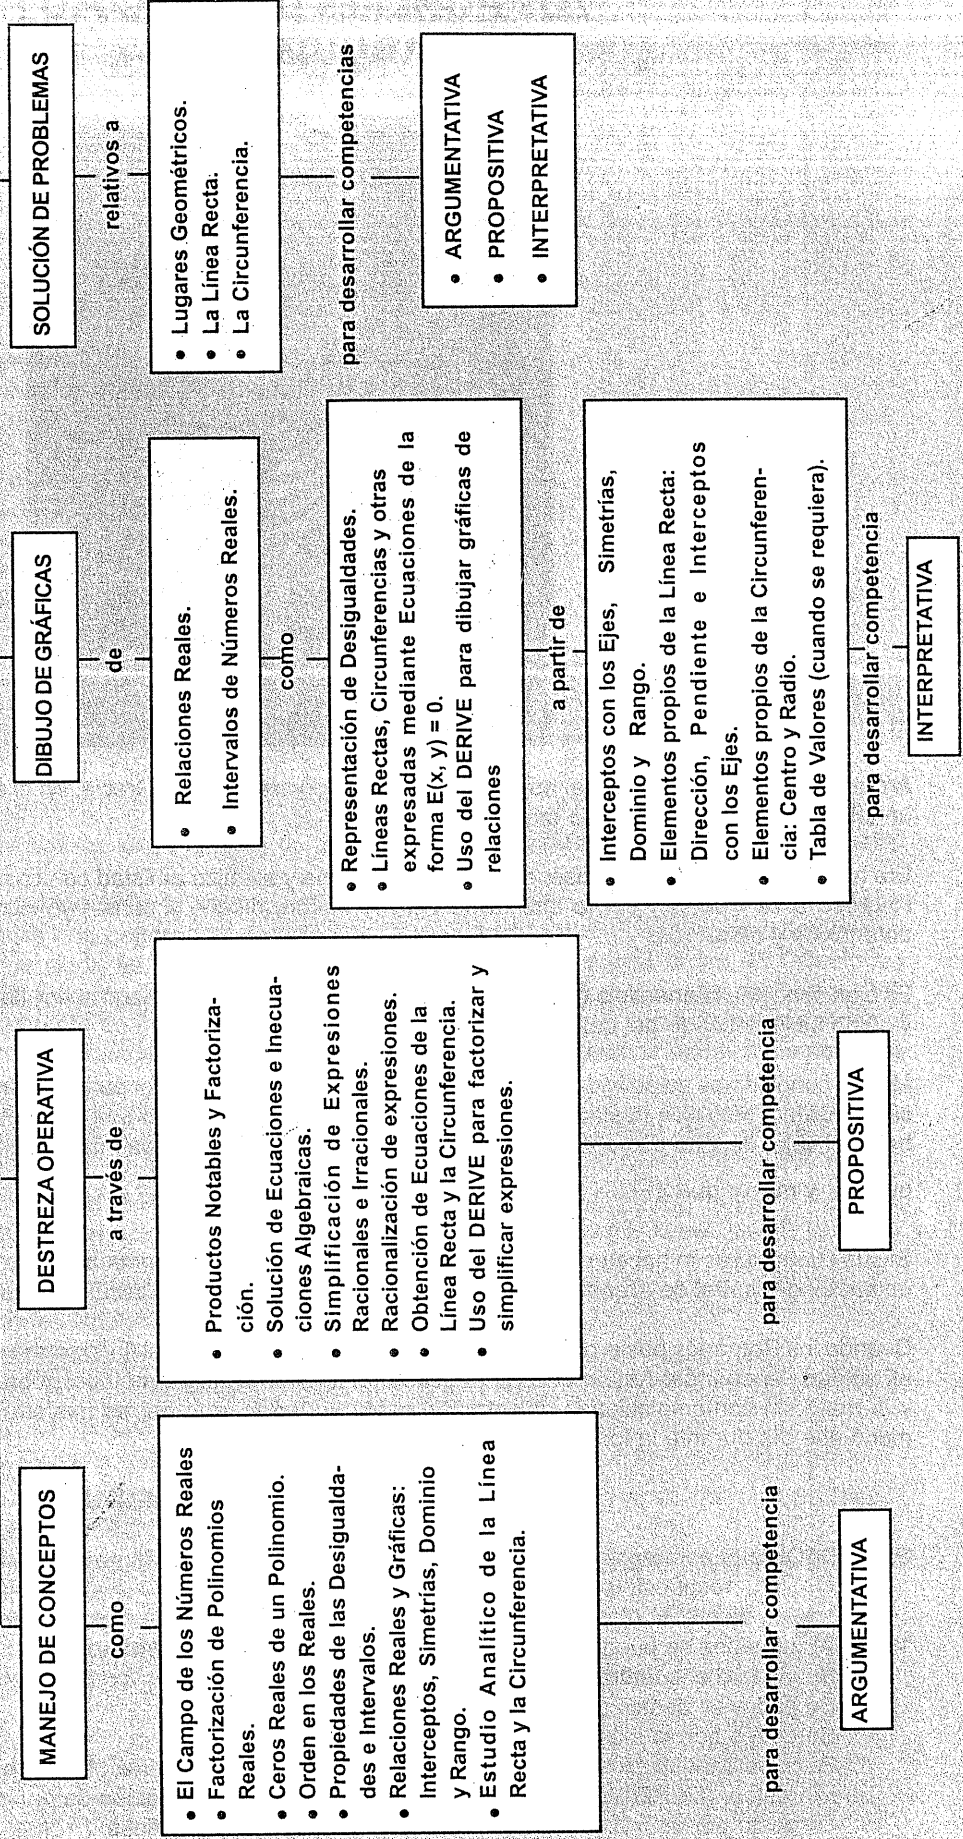 MANEJO DE CONCEPTOS
como
• El Campo de los Números Reales
• Factorización de Polinomios
Reales.
• Ceros Reales de un Polinomio.
• Orden en los Reales.
• Propiedades de las Desigualda-
des e Intervalos.
• Relaciones Reales y Gráficas:
Interceptos, Simetrías, Dominio
y Rango.
• Estudio Analítico de la Línea
Recta y la Circunferencia.
para desarrollar competencia
ARGUMENTATIVA
DESTREZA OPERATIVA
a través de
• Productos Notables y Factoriza-
ción.
• Solución de Ecuaciones e Inecua-
ciones Algebraicas.
• Simplificación de Expresiones
Racionales e Irracionales.
• Racionalización de expresiones.
• Obtención de Ecuaciones de la
Línea Recta y la Circunferencia.
• Uso del DERIVE para factorizar y
simplificar expresiones.
para desarrollar competencia
PROPOSITIVA
DIBUJO DE GRÁFICAS
de
• Relaciones Reales.
• Intervalos de Números Reales.
como
• Representación de Desigualdades.
• Líneas Rectas, Circunferencias y otras
expresadas mediante Ecuaciones de la
forma E(x, y) = 0.
• Uso del DERIVE para dibujar gráficas de
relaciones
a partir de
• Interceptos con los Ejes, Simetrías,
Dominio y Rango.
• Elementos propios de la Línea Recta:
Dirección, Pendiente e Interceptos
con los Ejes.
• Elementos propios de la Circunferen-
cia: Centro y Radio.
• Tabla de Valores (cuando se requiera).
para desarrollar competencia
INTERPRETATIVA
SOLUCIÓN DE PROBLEMAS
relativos a
• Lugares Geométricos.
• La Línea Recta.
• La Circunferencia.
para desarrollar competencias
• ARGUMENTATIVA
• PROPOSITIVA
• INTERPRETATIVA